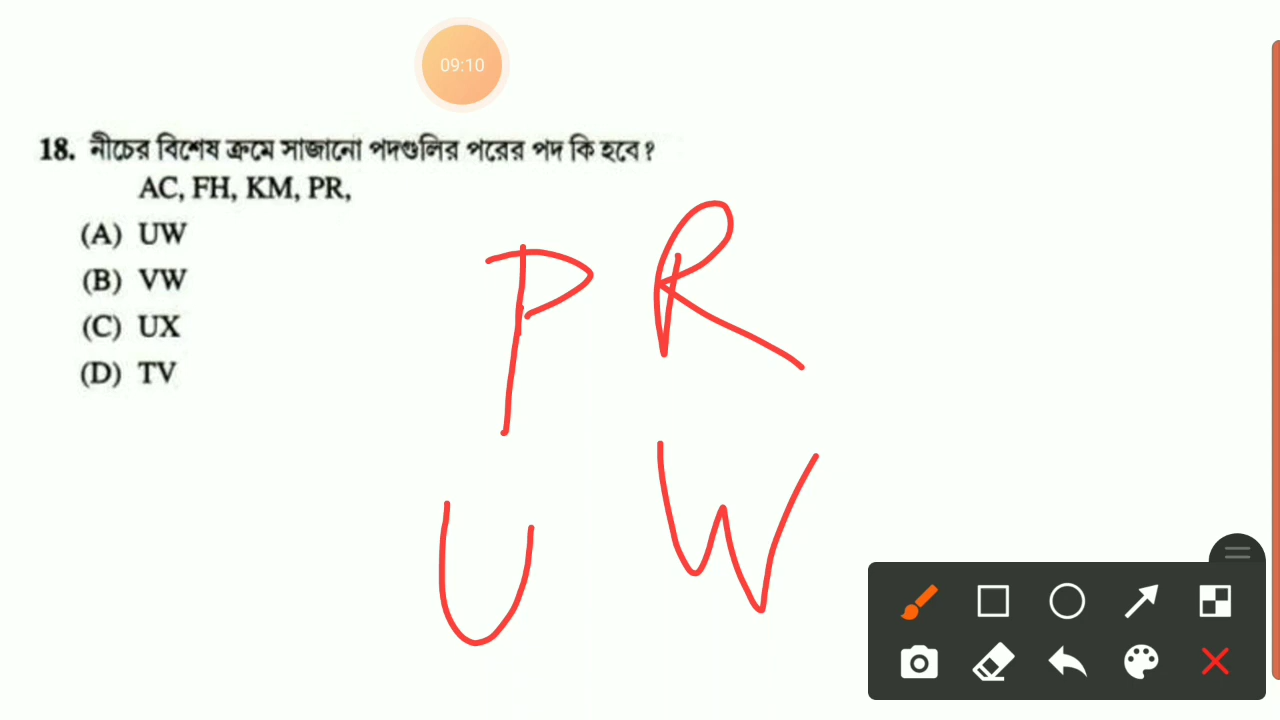 09:10
18. নীচের বিশেষ ক্রমে সাজানো পদগুলির পরের পদ কি হবে?
AC, FH, KM, PR,
(A) UW
(B) VW
(C) UX
(D) TV
P R
U W